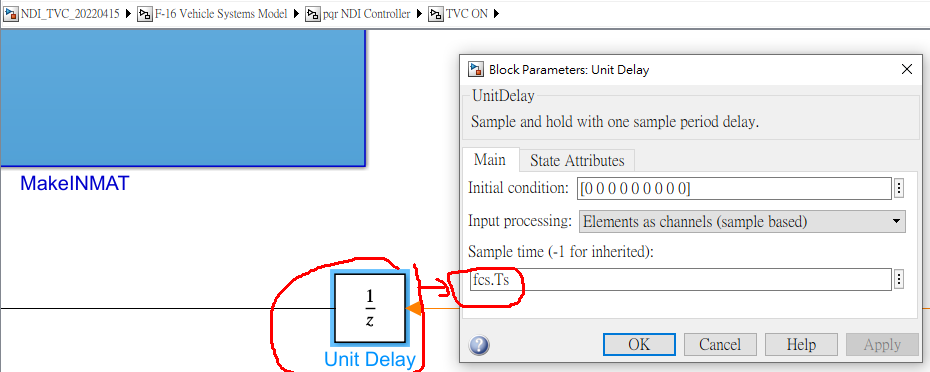 NDI_TVC_20220415 F-16 Vehicle Systems Model pqr NDI Controller TVC ON
Block Parameters: Unit Delay
UnitDelay
Sample and hold with one sample period delay.
Main State Attributes
Initial condition: [0 0 0 0 0 0 0 0 0]
Input processing: Elements as channels (sample based)
Sample time (-1 for inherited):
fcs.Ts
OK Cancel Help Apply
MakeINMAT
1
z
Unit Delay